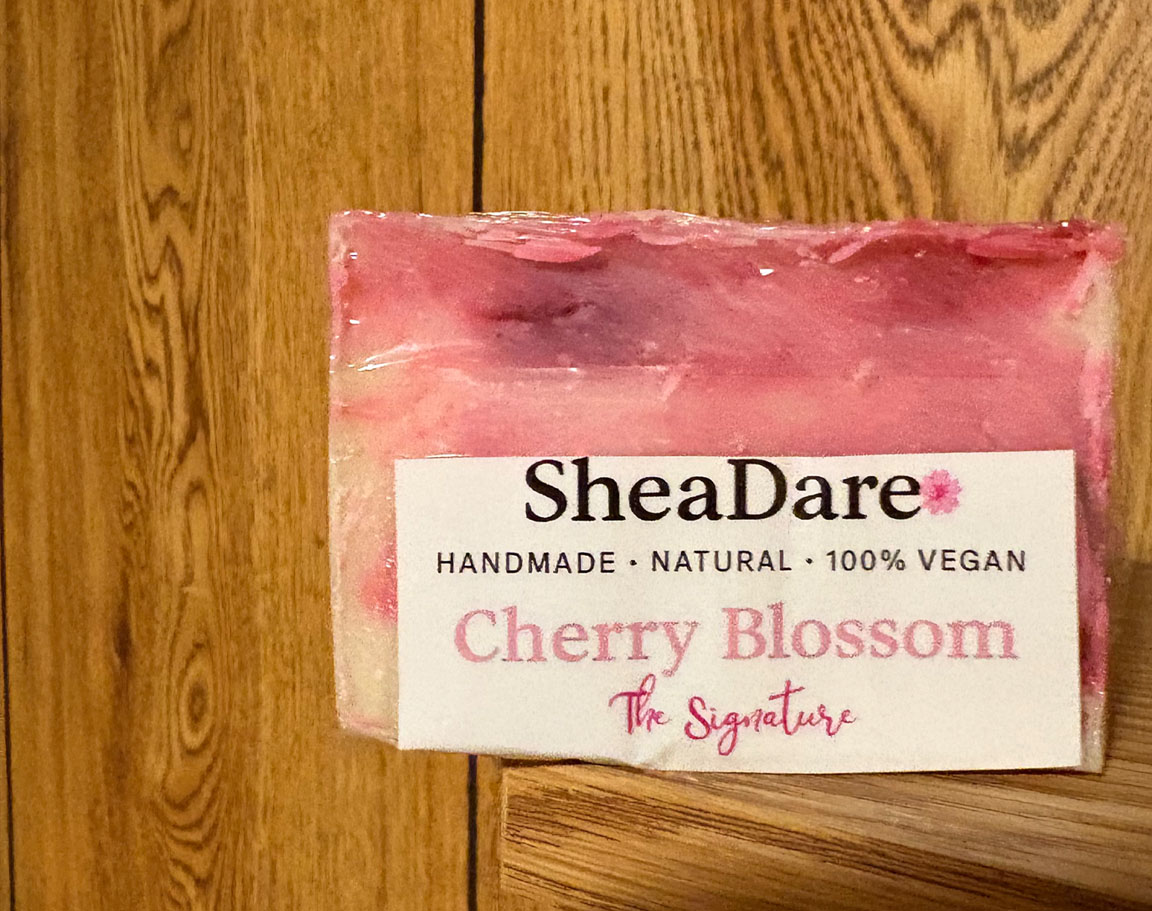 SheaDare
HANDMADE · NATURAL · 100% VEGAN
Cherry Blossom
The Signature